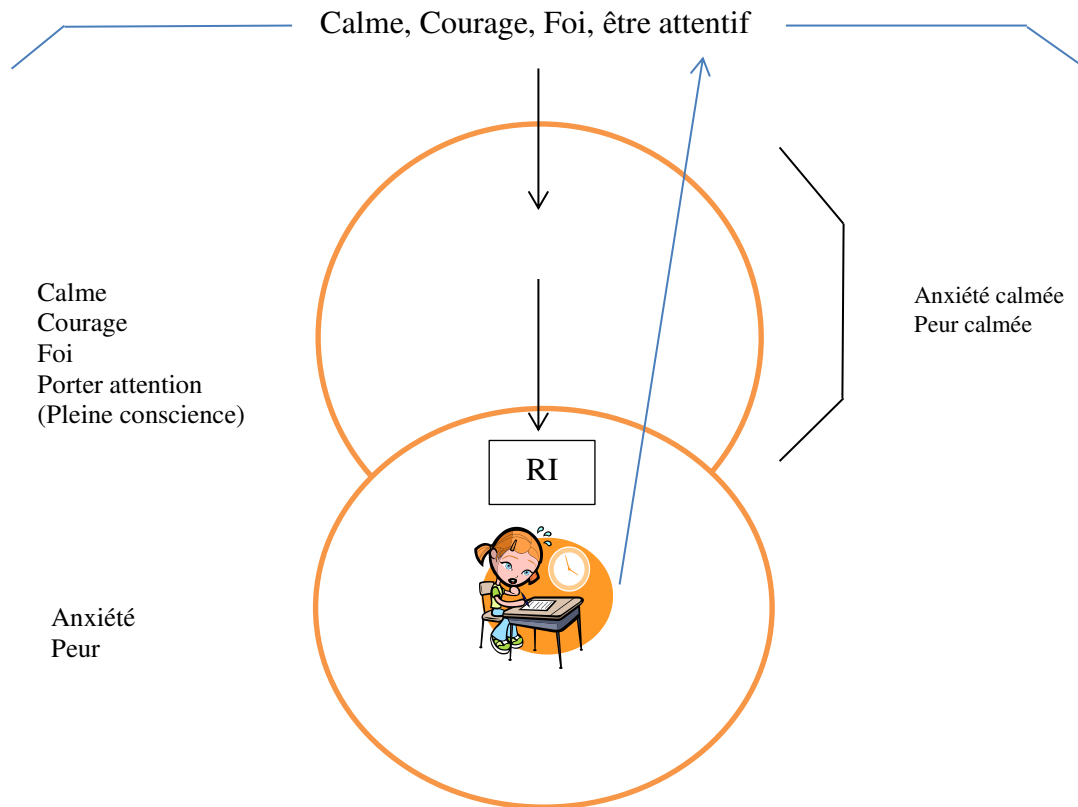 Calme, Courage, Foi, être attentif
Calme
Courage
Foi
Porter attention
(Pleine conscience)
Anxiété calmée
Peur calmée
RI
Anxiété
Peur